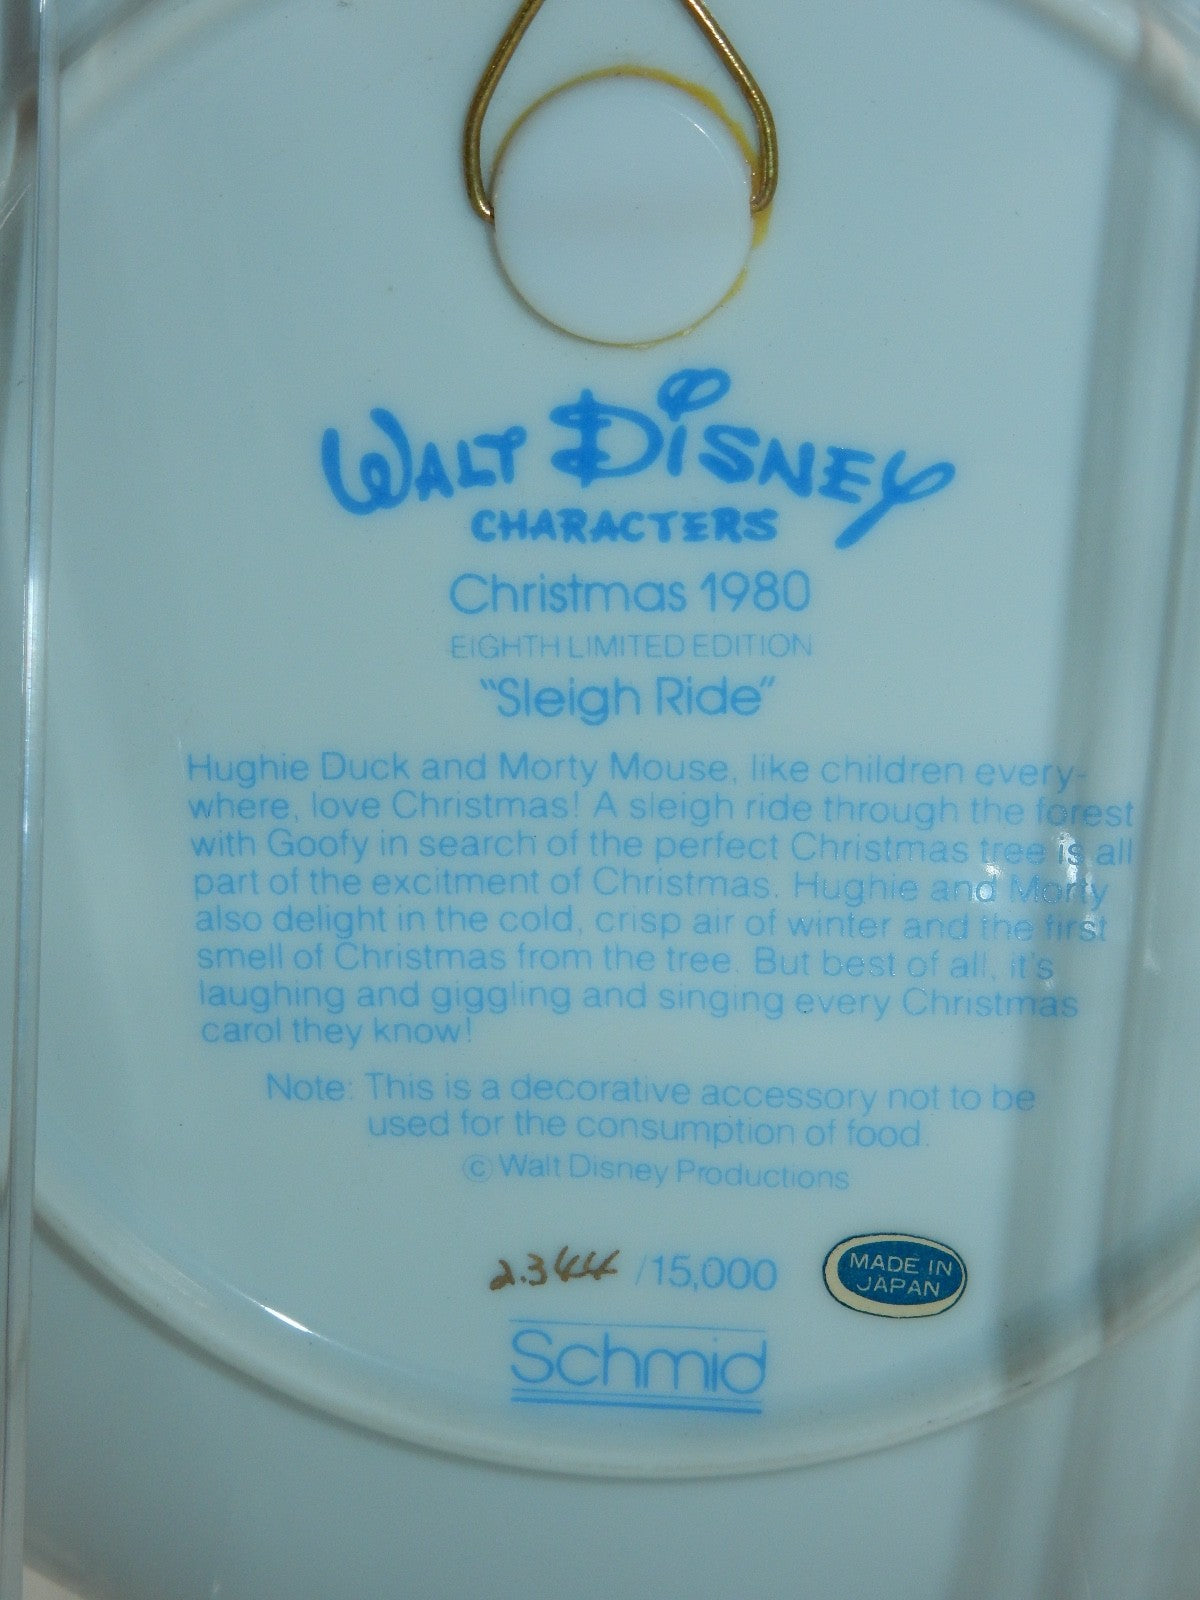 WALT DISNEY
CHARACTERS
Christmas 1980
EIGHTH LIMITED EDITION
"Sleigh Ride"
Hughie Duck and Morty Mouse, like children every-
where, love Christmas! A sleigh ride through the forest
with Goofy in search of the perfect Christmas tree is all
part of the excitment of Christmas. Hughie and Morty
also delight in the cold, crisp air of winter and the first
smell of Christmas from the tree. But best of all, it's
laughing and giggling and singing every Christmas
carol they know!
Note: This is a decorative accessory not to be
used for the consumption of food.
© Walt Disney Productions
2.344 /15,000
MADE IN
JAPAN
Schmid